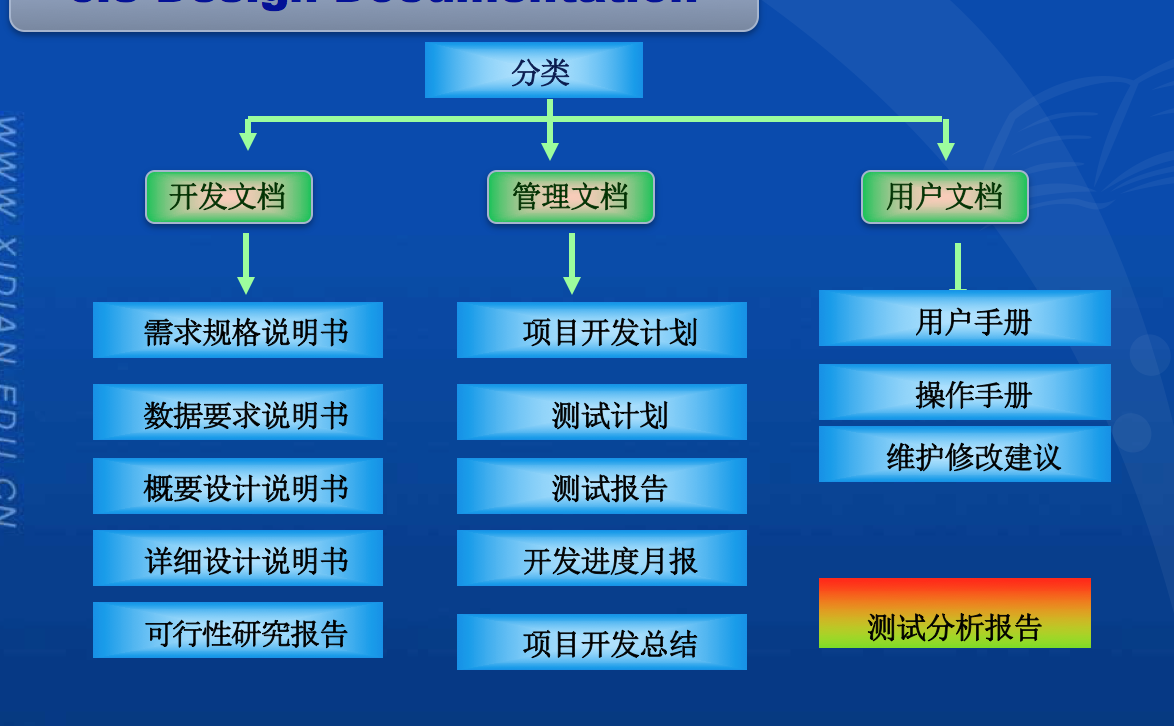 Design Documentation
分类
开发文档
管理文档
用户文档
需求规格说明书
数据要求说明书
概要设计说明书
详细设计说明书
可行性研究报告
项目开发计划
测试计划
测试报告
开发进度月报
项目开发总结
用户手册
操作手册
维护修改建议
测试分析报告
WWW.XIDIAN.EDU.CN